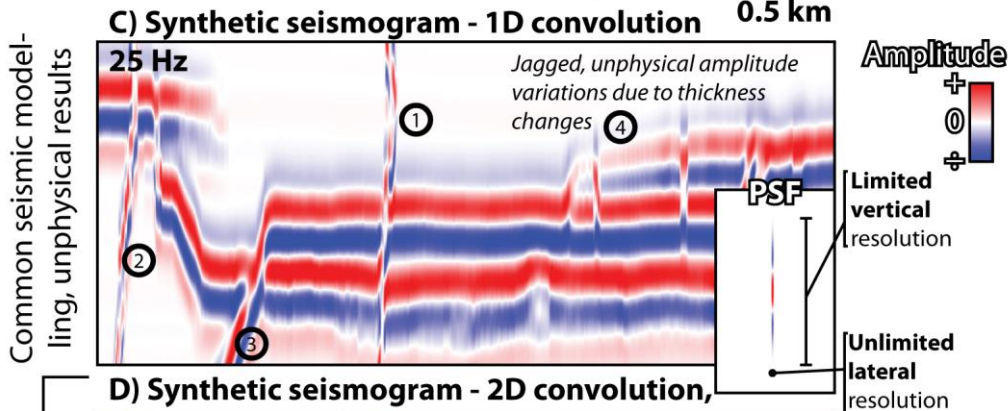 C) Synthetic seismogram - 1D convolution
0.5 km
Common seismic model-
ling, unphysical results
25 Hz
Jagged, unphysical amplitude
variations due to thickness
changes
1
2
3
4
Amplitude
+
0
÷
PSF
Limited
vertical
resolution
Unlimited
lateral
resolution
D) Synthetic seismogram - 2D convolution,